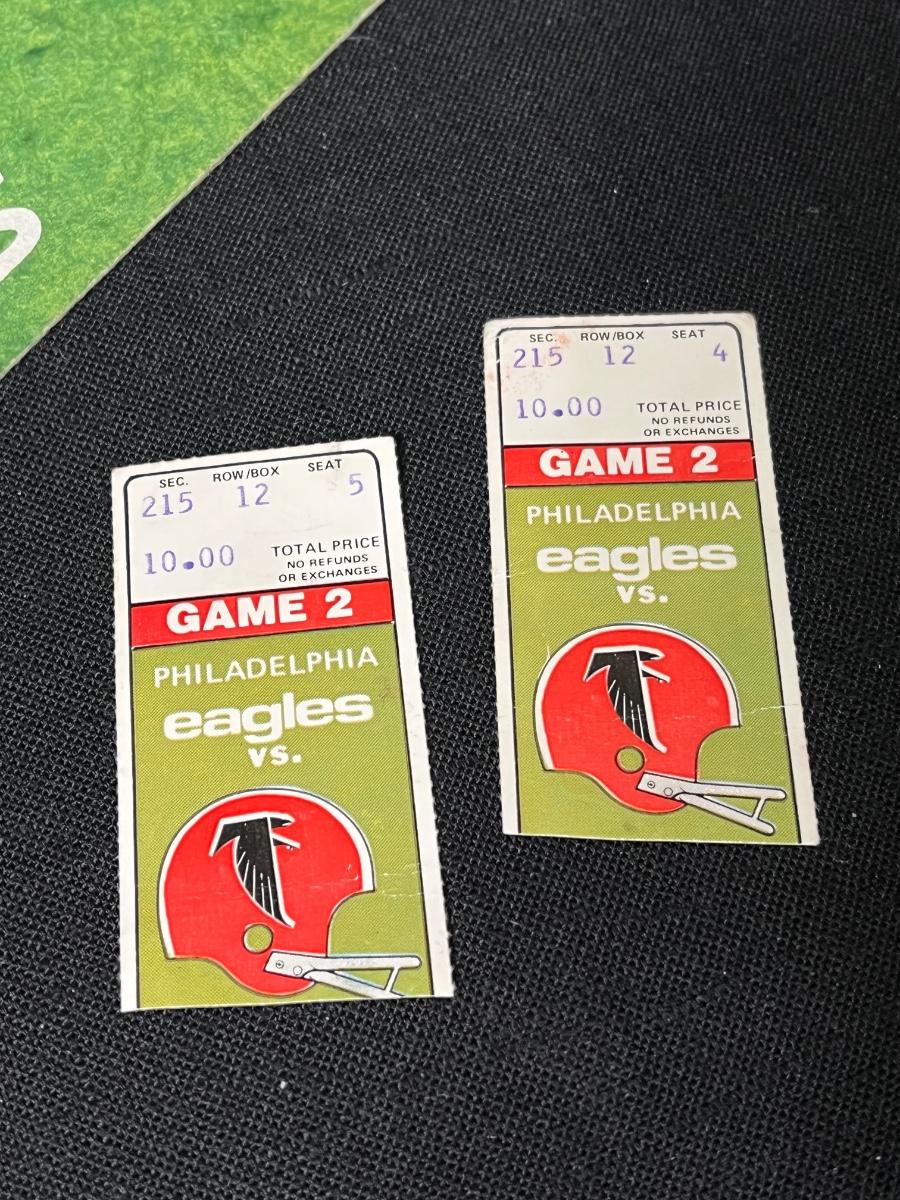 SEC. ROW/BOX SEAT
215 12 5
10.00 TOTAL PRICE
NO REFUNDS
OR EXCHANGES
GAME 2
PHILADELPHIA
eagles
vs.
SEC. ROW/BOX SEAT
215 12 4
10.00 TOTAL PRICE
NO REFUNDS
OR EXCHANGES
GAME 2
PHILADELPHIA
eagles
vs.